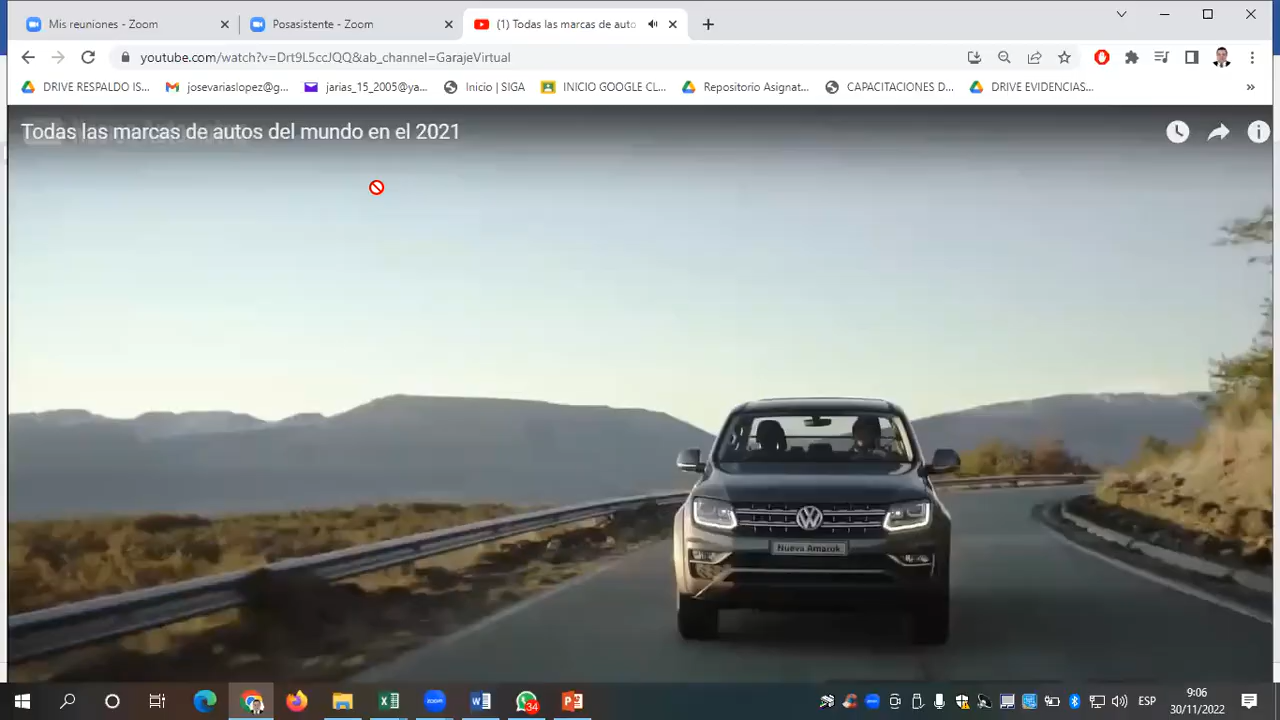 Mis reuniones - Zoom
Posasistente - Zoom
(1) Todas las marcas de auto
youtube.com/watch?v=Drt9L5ccJQQ&ab_channel=GarajeVirtual
DRIVE RESPALDO IS...
josevariaslopez@g...
jarias_15_2005@ya...
Inicio | SIGA
INICIO GOOGLE CL...
Repositorio Asignat...
CAPACITACIONES D...
DRIVE EVIDENCIAS...
»
Todas las marcas de autos del mundo en el 2021
VW
Nueva Amarok
zoom
34
ESP
9:06
30/11/2022